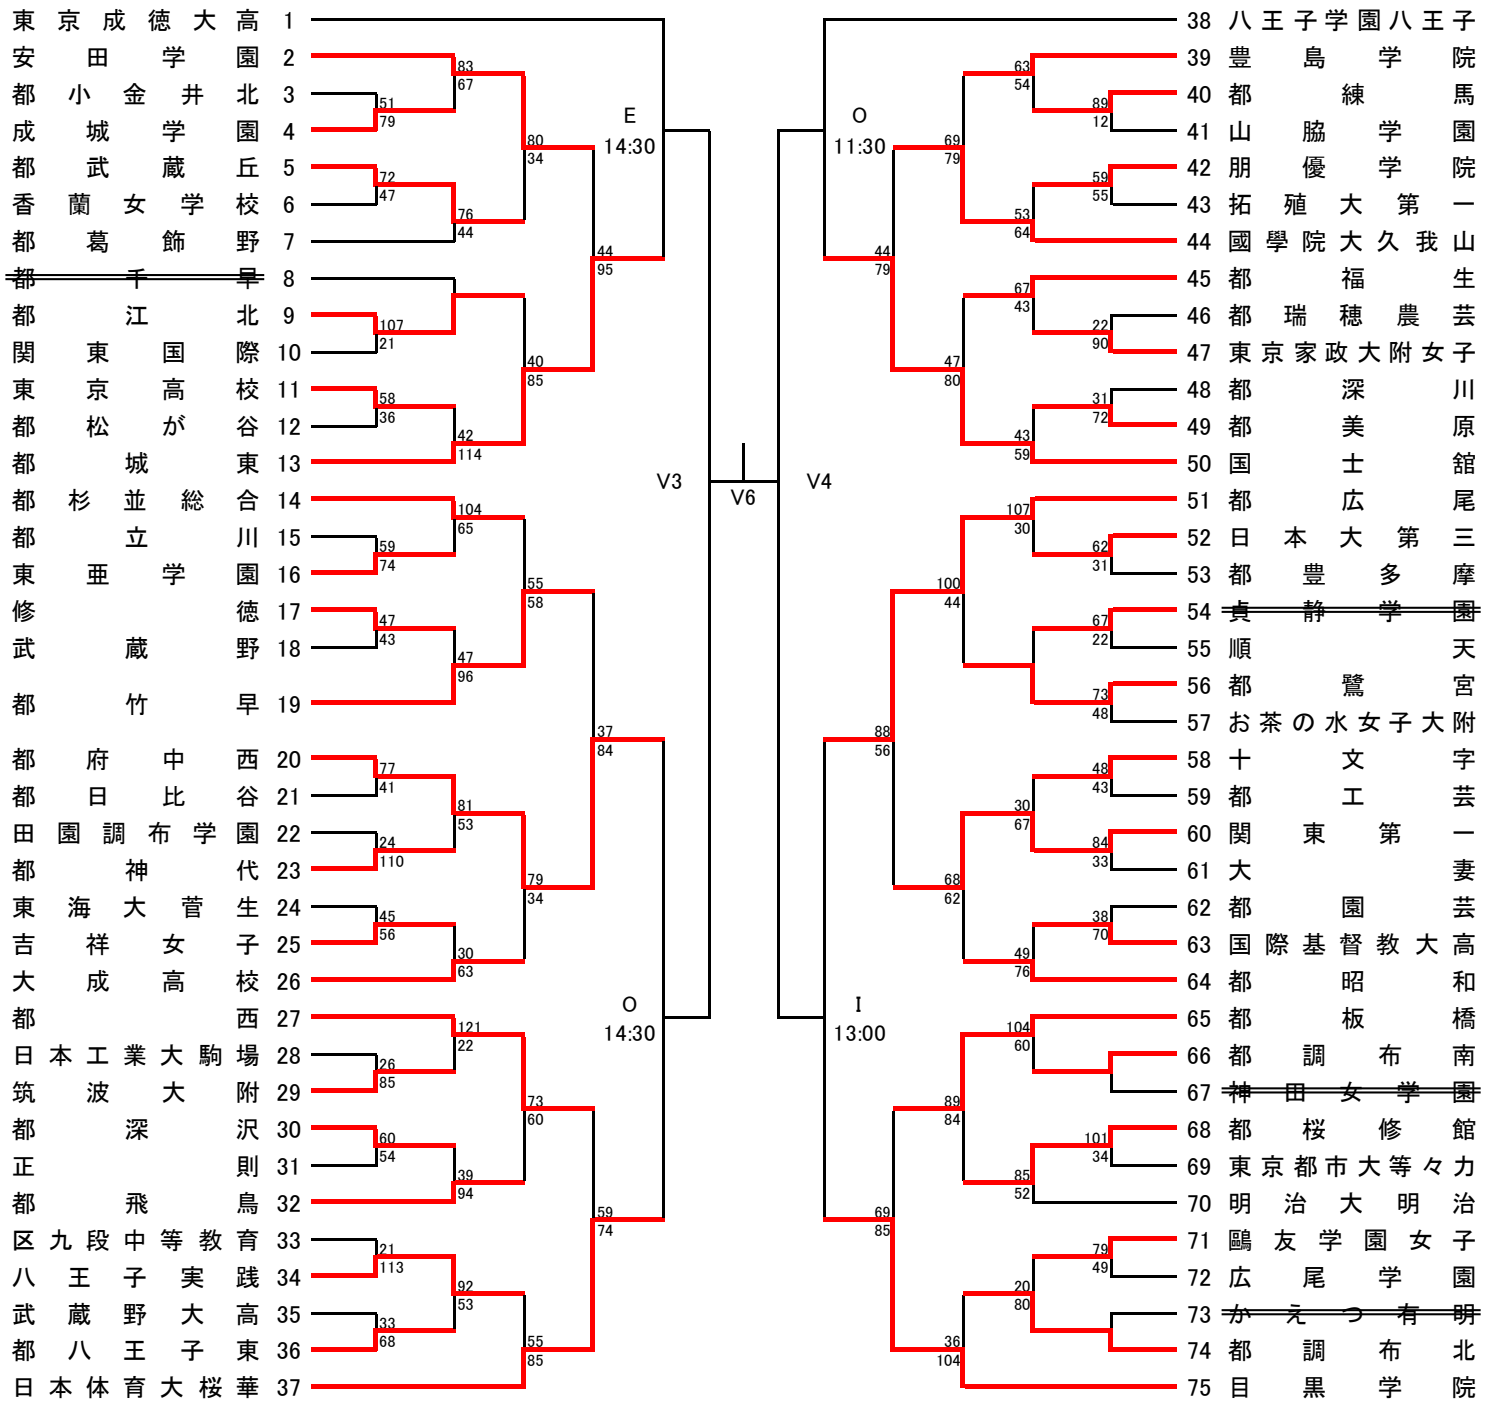 東京成徳大高 1
安田学園 2
都小金井北 3
成城学園 4
都武蔵丘 5
香蘭女学校 6
都葛飾野 7
都千早 8
都江北 9
関東国際 10
東京高校 11
都松が谷 12
都城東 13
都杉並総合 14
都立川 15
東亜学園 16
修徳 17
武蔵野 18
都竹早 19
都府中西 20
都日比谷 21
田園調布学園 22
都神代 23
東海大菅生 24
吉祥女子 25
大成高校 26
都西 27
日本工業大駒場 28
筑波大附 29
都深沢 30
正則 31
都飛鳥 32
区九段中等教育 33
八王子実践 34
武蔵野大高 35
都八王子東 36
日本体育大桜華 37
51
79
72
47
107
21
58
36
59
74
47
43
77
41
24
110
45
56
26
85
60
54
21
113
33
68
83
67
76
44
42
114
104
65
47
96
81
53
30
63
121
22
39
94
92
53
80
34
40
85
55
58
79
34
73
60
55
85
44
95
37
84
59
74
E
14:30
O
14:30
V3
V6
V4
O
11:30
I
13:00
44
79
88
56
69
85
69
79
47
80
100
44
68
62
89
84
36
104
63
54
53
64
67
43
43
59
107
30
30
67
49
76
104
60
85
52
20
80
89
12
59
55
22
90
31
72
62
31
67
22
73
48
48
43
84
33
38
70
101
34
79
49
38 八王子学園八王子
39 豊島学院
40 都練馬
41 山脇学園
42 朋優学院
43 拓殖大第一
44 國學院大久我山
45 都福生
46 都瑞穂農芸
47 東京家政大附女子
48 都深川
49 都美原
50 国士舘
51 都広尾
52 日本大第三
53 都豊多摩
54 貞静学園
55 順天
56 都鷺宮
57 お茶の水女子大附
58 十文字
59 都工芸
60 関東第一
61 大妻
62 都園芸
63 国際基督教大高
64 都昭和
65 都板橋
66 都調布南
67 神田女学園
68 都桜修館
69 東京都市大等々力
70 明治大明治
71 鷗友学園女子
72 広尾学園
73 かえつ有明
74 都調布北
75 目黒学院